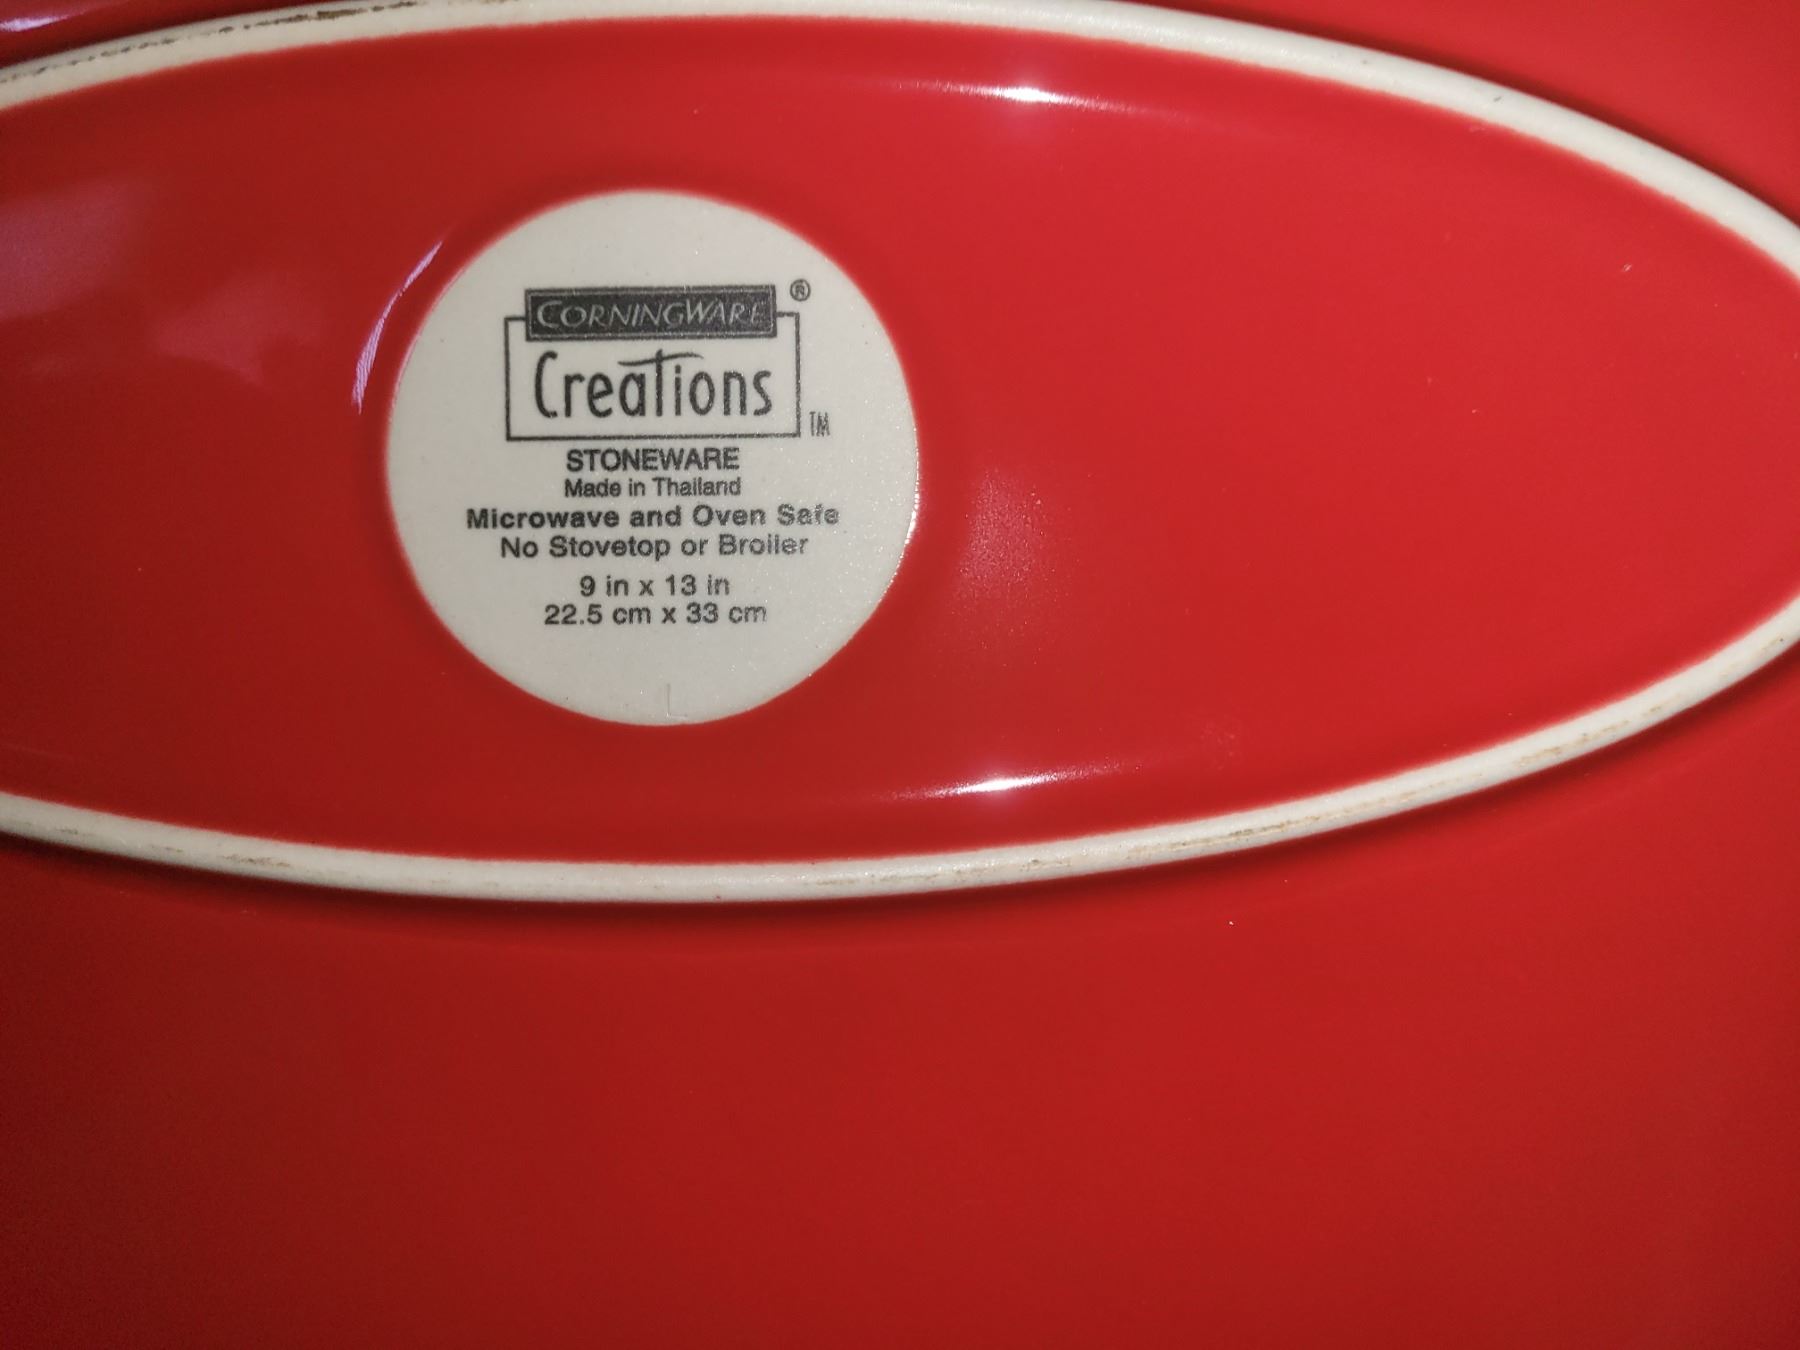 CORNINGWARE ®
Creations ™
STONEWARE
Made in Thailand
Microwave and Oven Safe
No Stovetop or Broiler
9 in x 13 in
22.5 cm x 33 cm